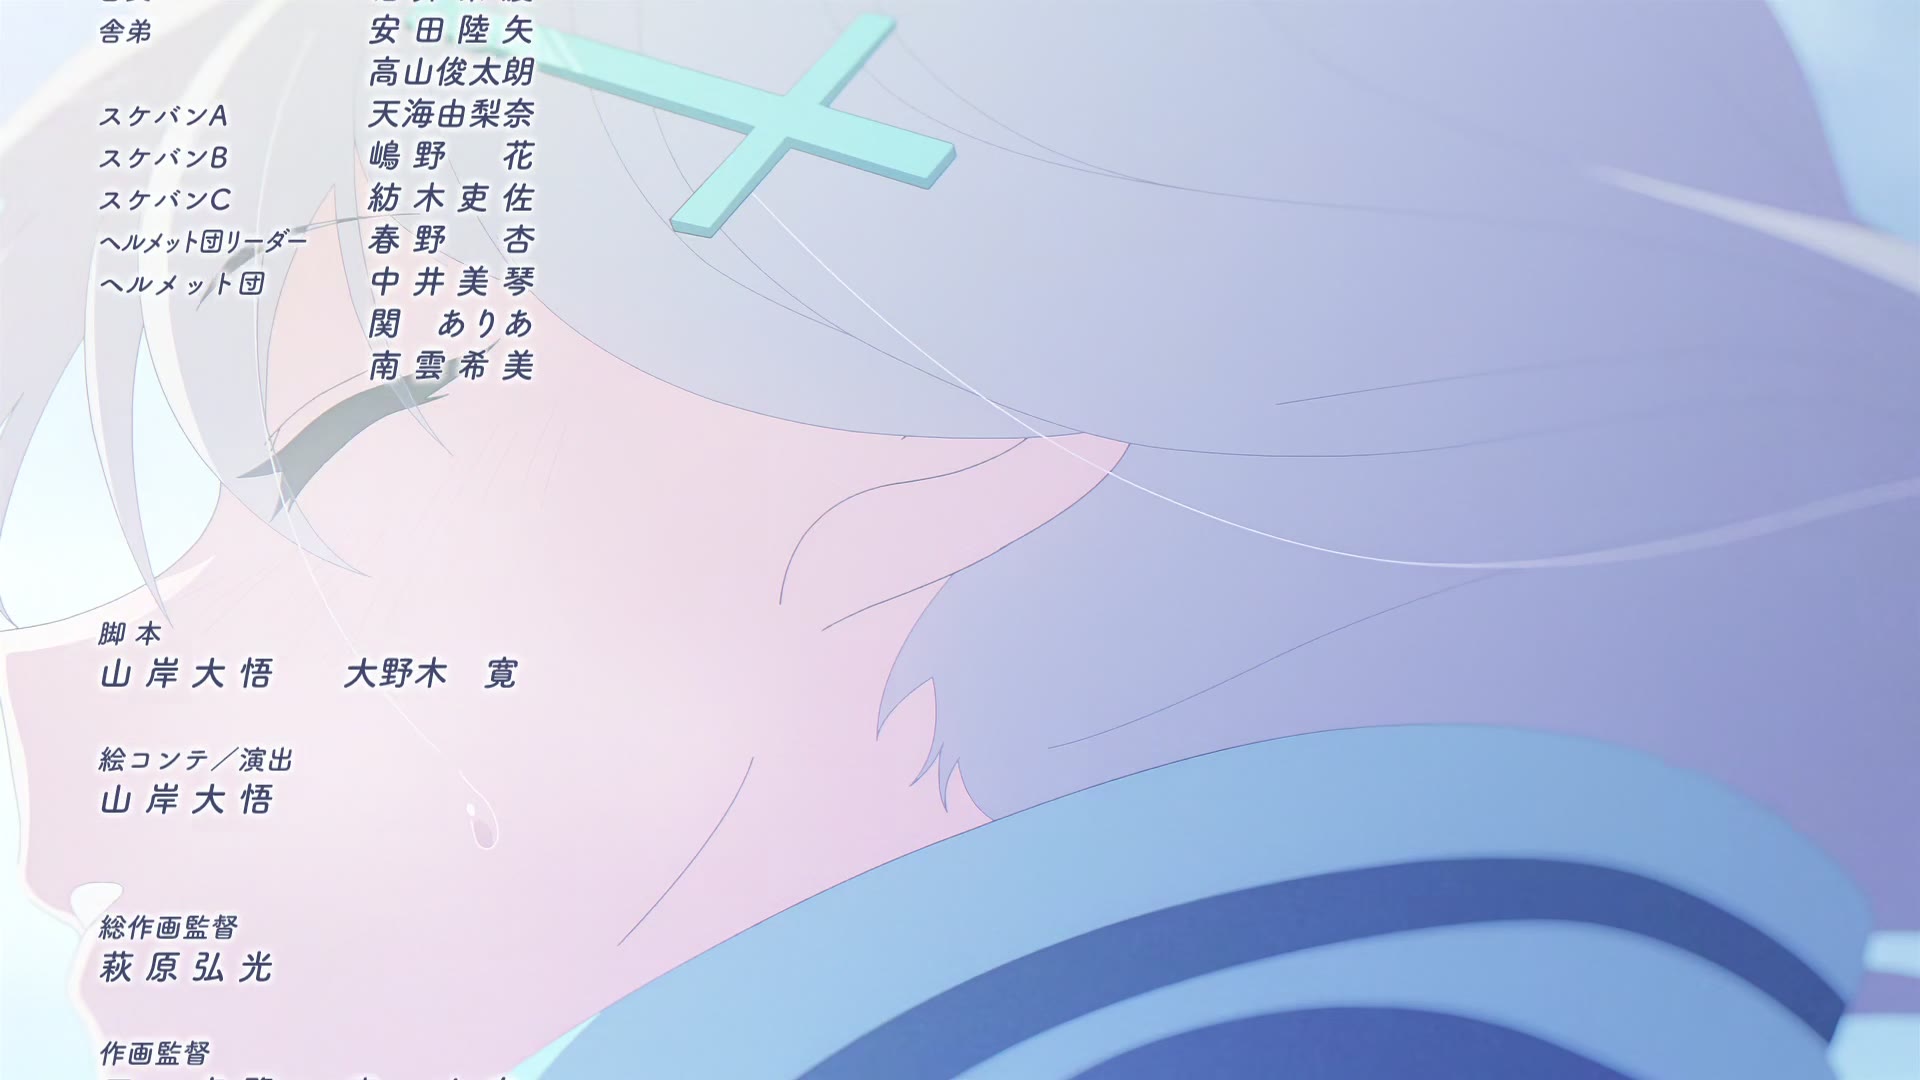 舎弟 安田陸矢
高山俊太朗
スケバンA 天海由梨奈
スケバンB 嶋野 花
スケバンC 紡木吏佐
ヘルメット団リーダー 春野 杏
ヘルメット団 中井美琴
関 ありあ
南雲希美
脚本
山岸大悟 大野木 寛
絵コンテ／演出
山岸大悟
総作画監督
萩原弘光
作画監督